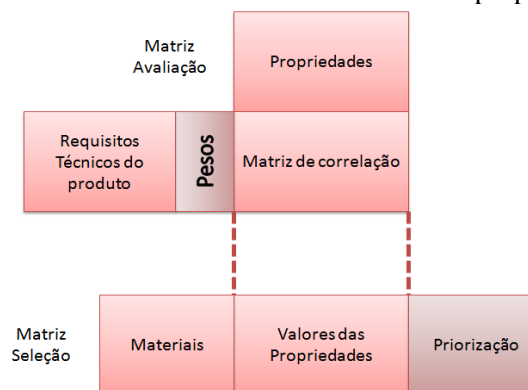 Matriz
Avaliação
Propriedades
Requisitos
Técnicos do
produto
Pesos
Matriz de correlação
Matriz
Seleção
Materiais
Valores das
Propriedades
Priorização